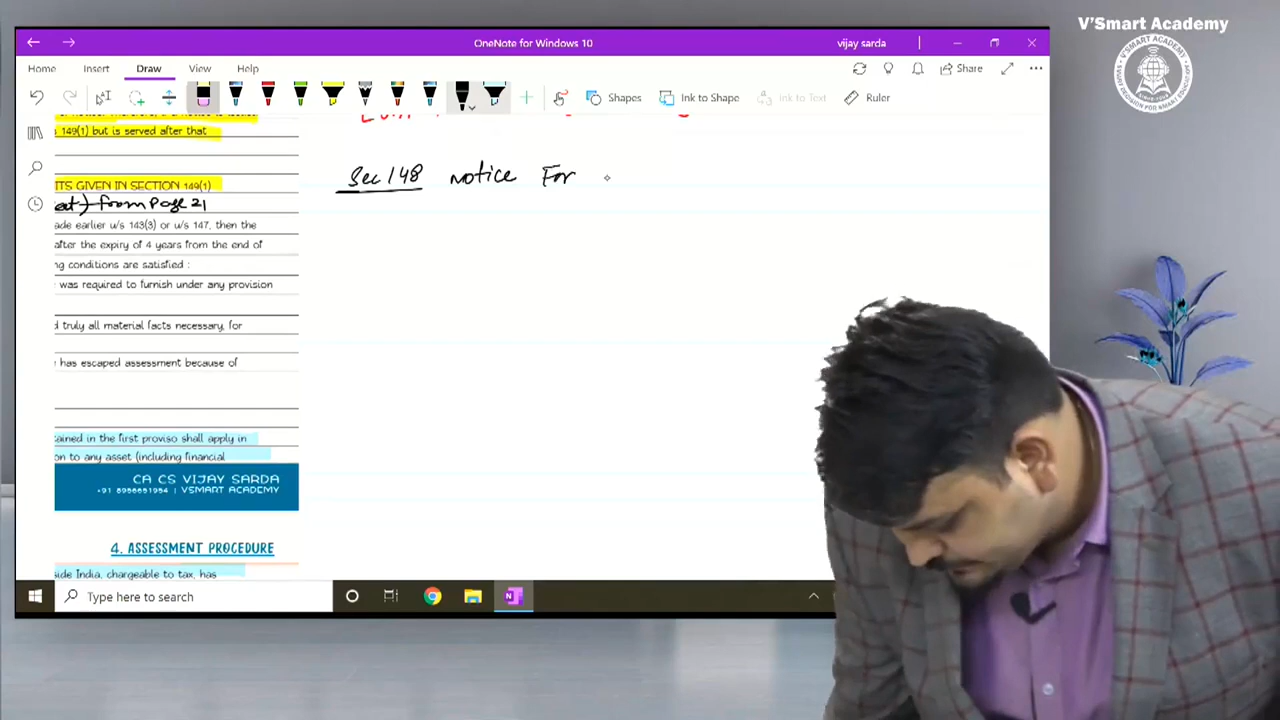 V'Smart Academy
OneNote for Windows 10
vijay sarda
Home Insert Draw View Help
Share
Shapes
Ink to Shape
Ink to Text
Ruler
149(1) but is served after that
ITS GIVEN IN SECTION 149(1)
from Page 21
ade earlier u/s 143(3) or u/s 147, then the
after the expiry of 4 years from the end of
ng conditions are satisfied :
was required to furnish under any provision
d truly all material facts necessary, for
has escaped assessment because of
ained in the first proviso shall apply in
on to any asset (including financial
CA CS VIJAY SARDA
+91 8956651954 | VSMART ACADEMY
4. ASSESSMENT PROCEDURE
side India, chargeable to tax, has
Sec 148 notice For
Type here to search